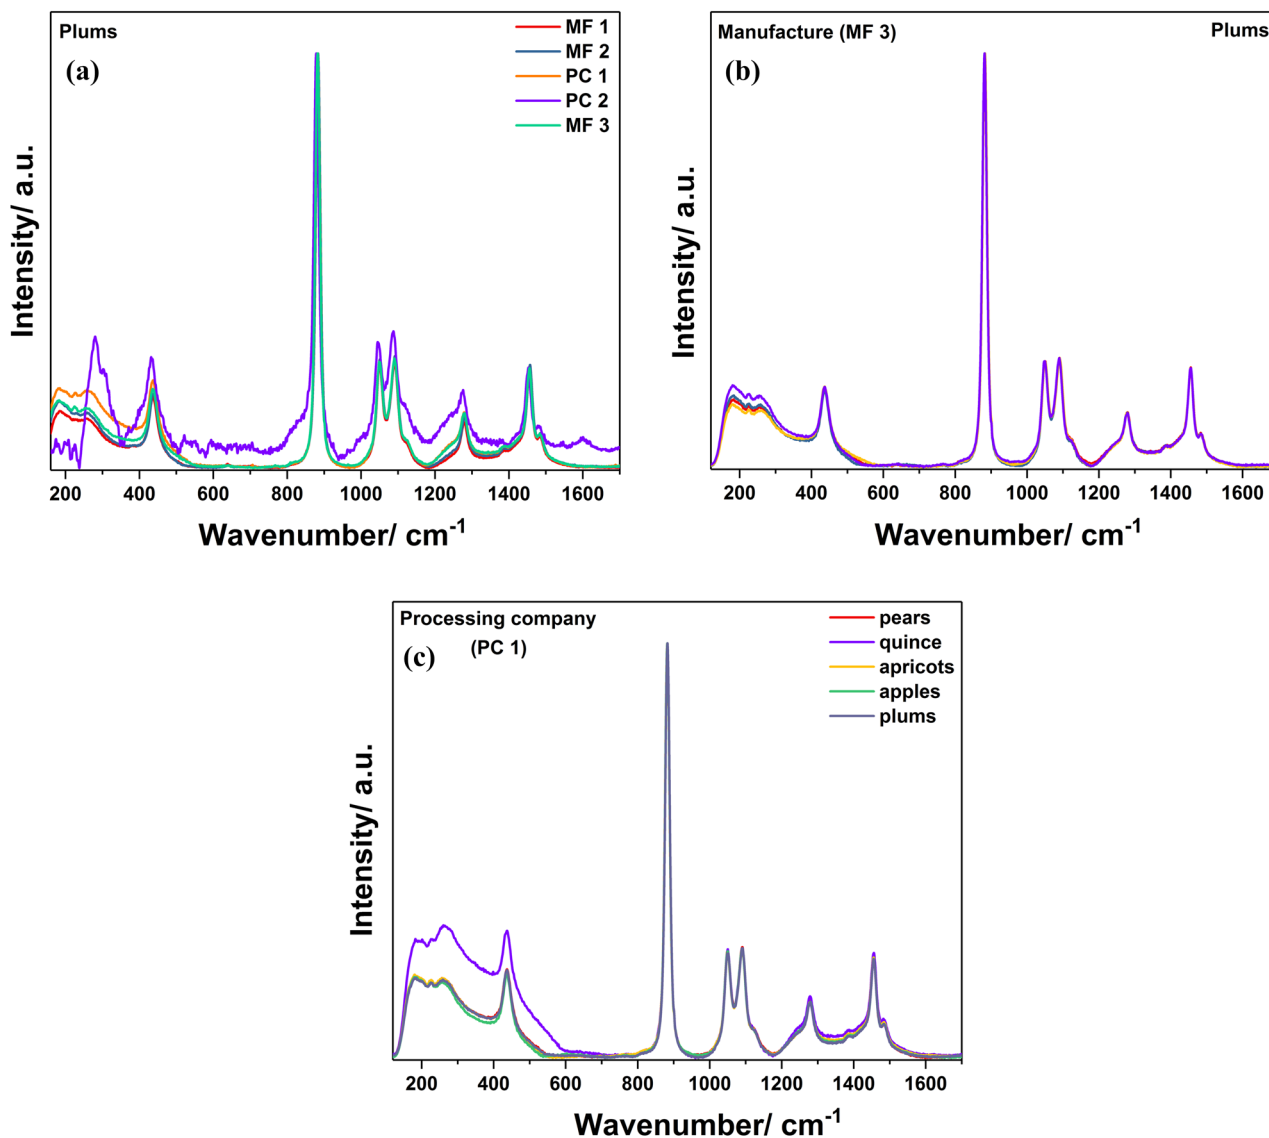 Plums
(a)
MF 1
MF 2
PC 1
PC 2
MF 3
Intensity/ a.u.
200 400 600 800 1000 1200 1400 1600
Wavenumber/ cm⁻¹
Manufacture (MF 3) Plums
(b)
Intensity/ a.u.
200 400 600 800 1000 1200 1400 1600
Wavenumber/ cm⁻¹
Processing company
(PC 1)
(c)
pears
quince
apricots
apples
plums
Intensity/ a.u.
200 400 600 800 1000 1200 1400 1600
Wavenumber/ cm⁻¹